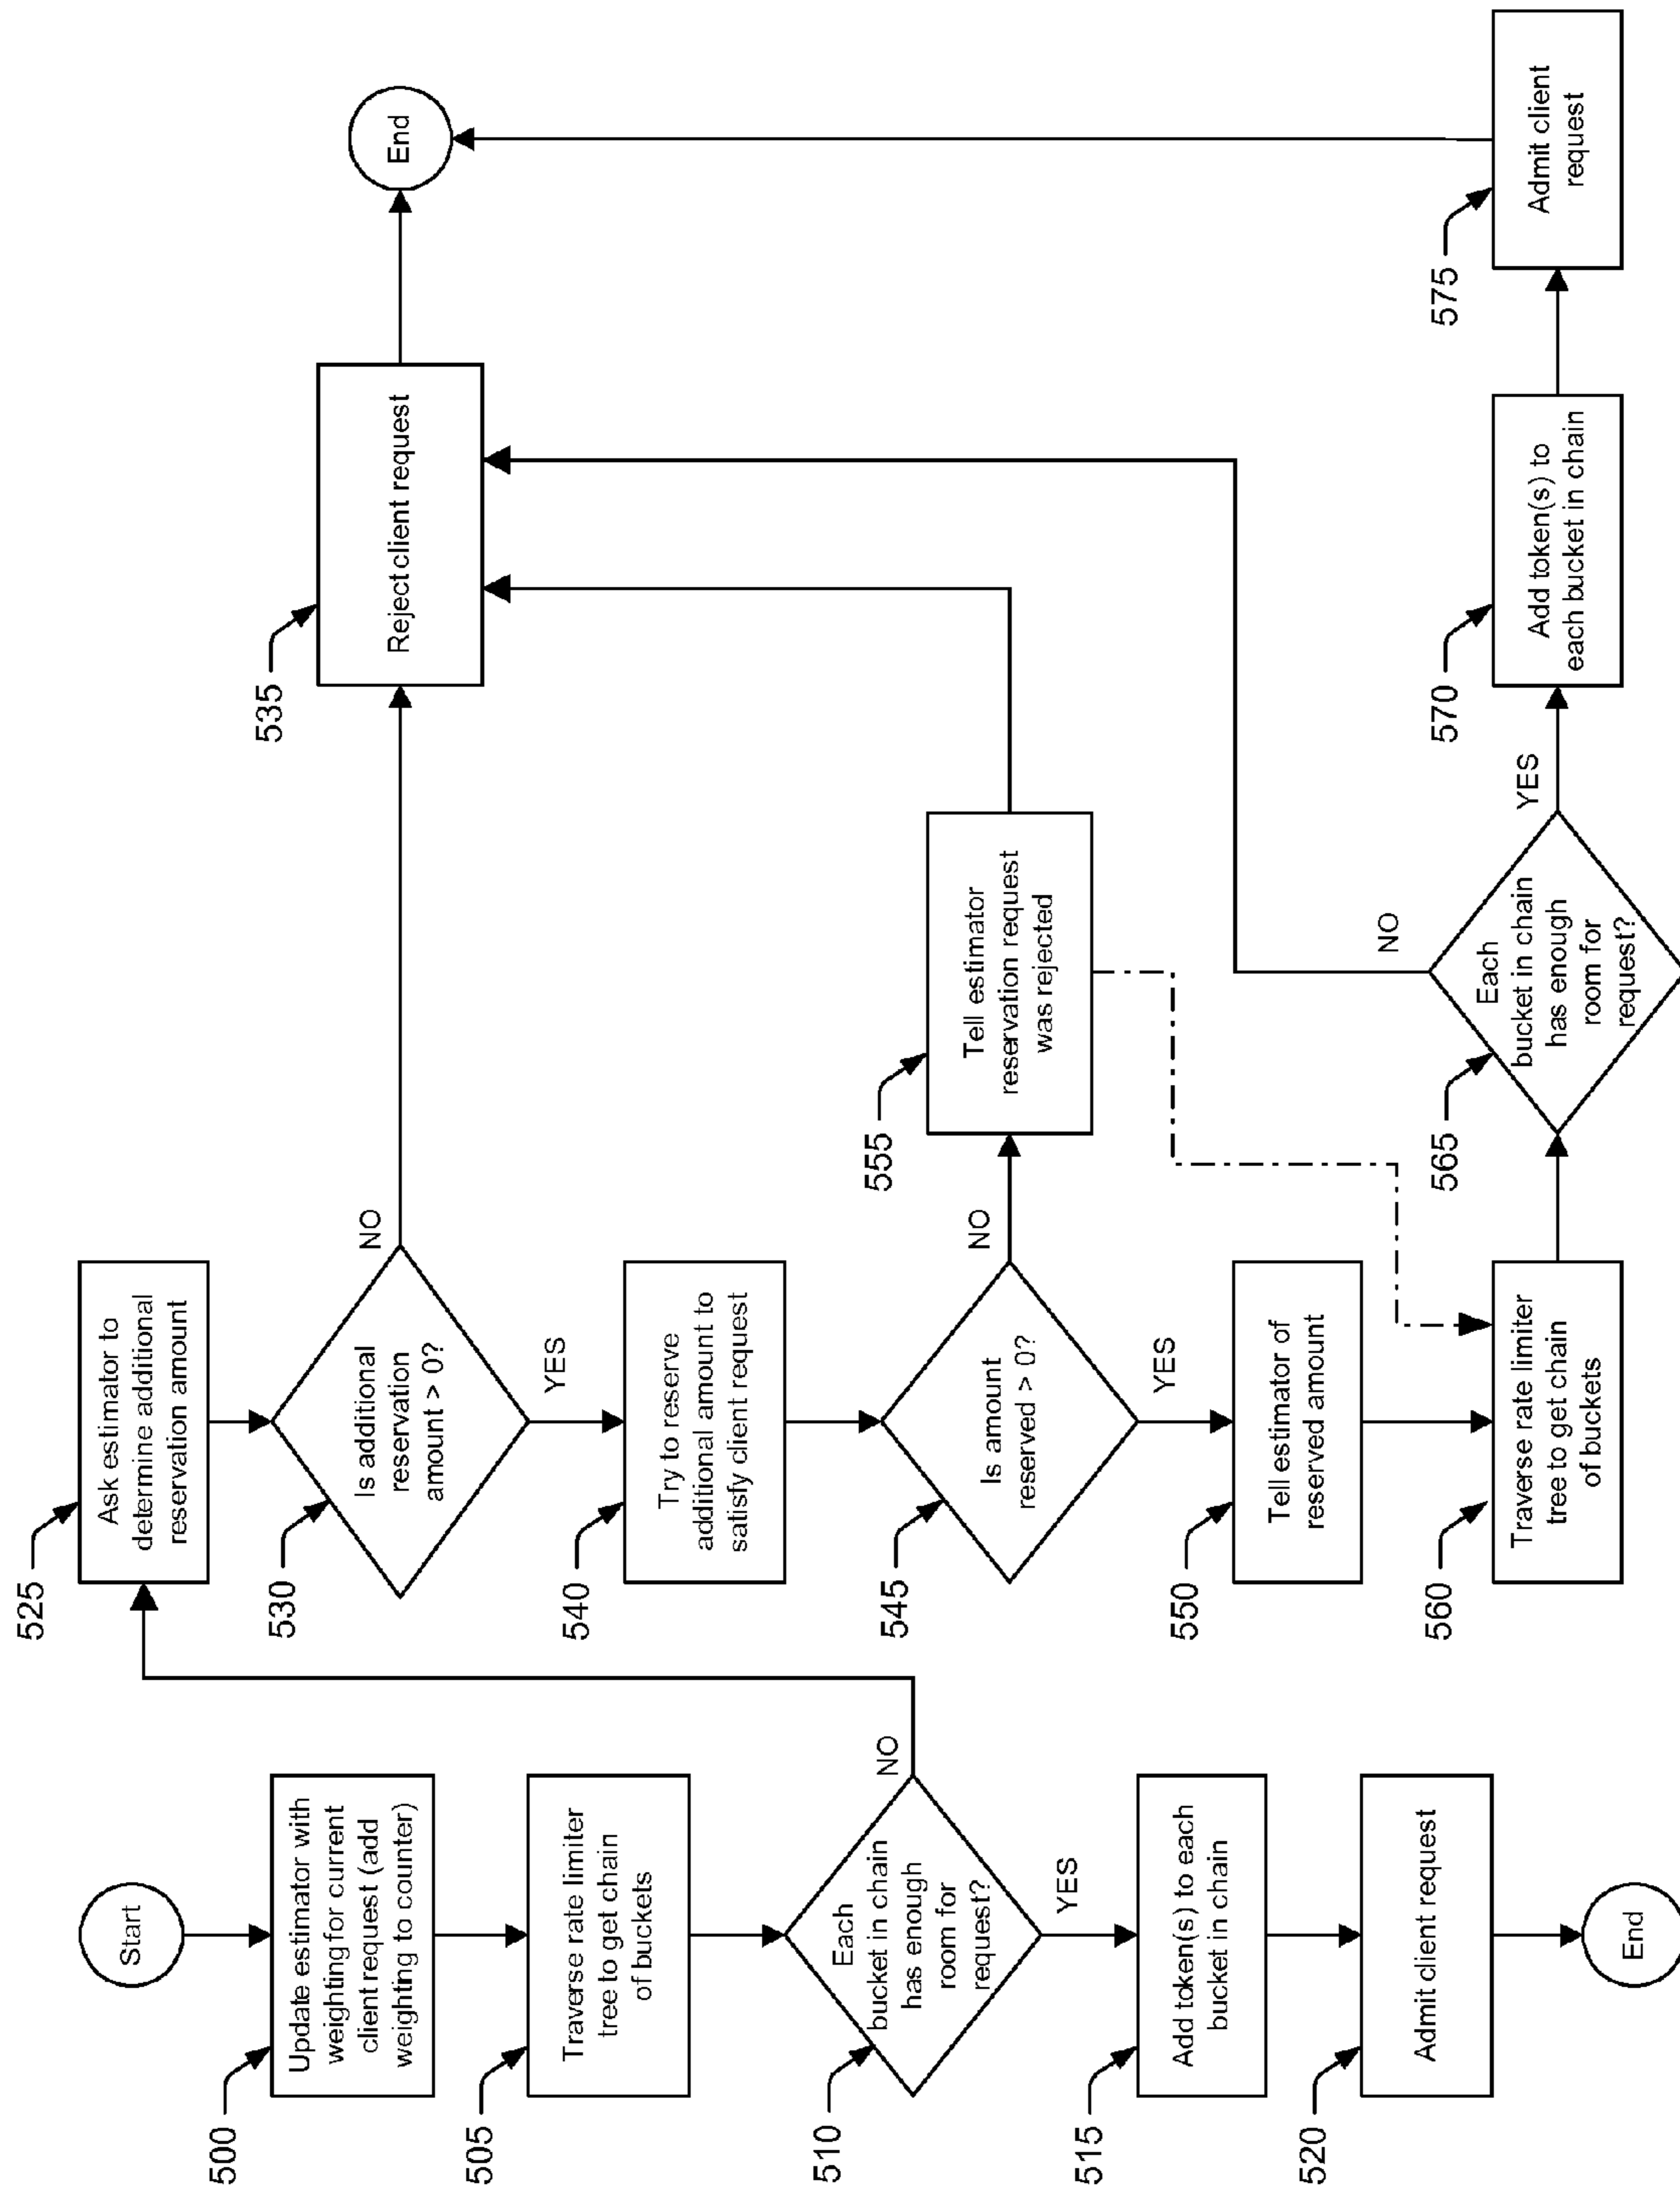 Start
500
Update estimator with
weighting for current
client request (add
weighting to counter)
505
Traverse rate limiter
tree to get chain
of buckets
510
Each
bucket in chain
has enough
room for
request?
NO
YES
515
Add token(s) to each
bucket in chain
520
Admit client request
End
525
Ask estimator to
determine additional
reservation amount
530
Is additional
reservation
amount > 0?
NO
YES
535
Reject client request
End
540
Try to reserve
additional amount to
satisfy client request
545
Is amount
reserved > 0?
NO
YES
550
Tell estimator of
reserved amount
555
Tell estimator
reservation request
was rejected
560
Traverse rate limiter
tree to get chain
of buckets
565
Each
bucket in chain
has enough
room for
request?
NO
YES
570
Add token(s) to
each bucket in chain
575
Admit client
request